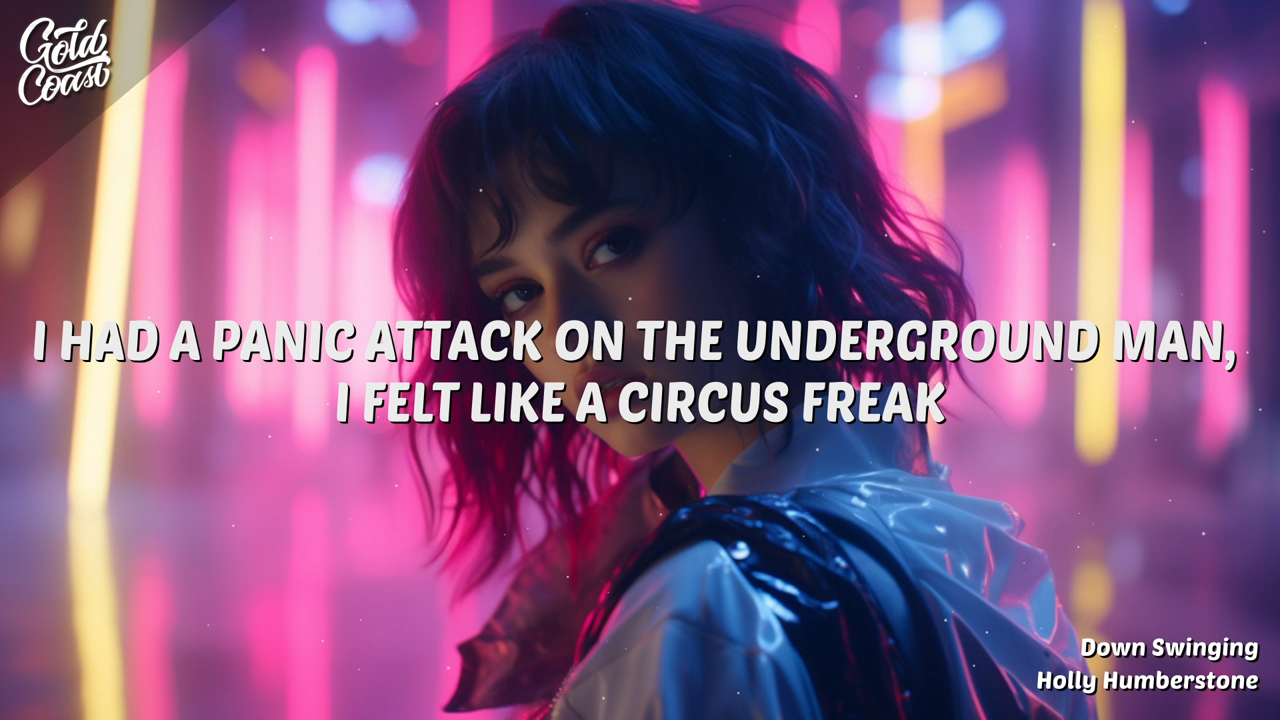 Gold
Coast
I HAD A PANIC ATTACK ON THE UNDERGROUND MAN,
I FELT LIKE A CIRCUS FREAK
Down Swinging
Holly Humberstone